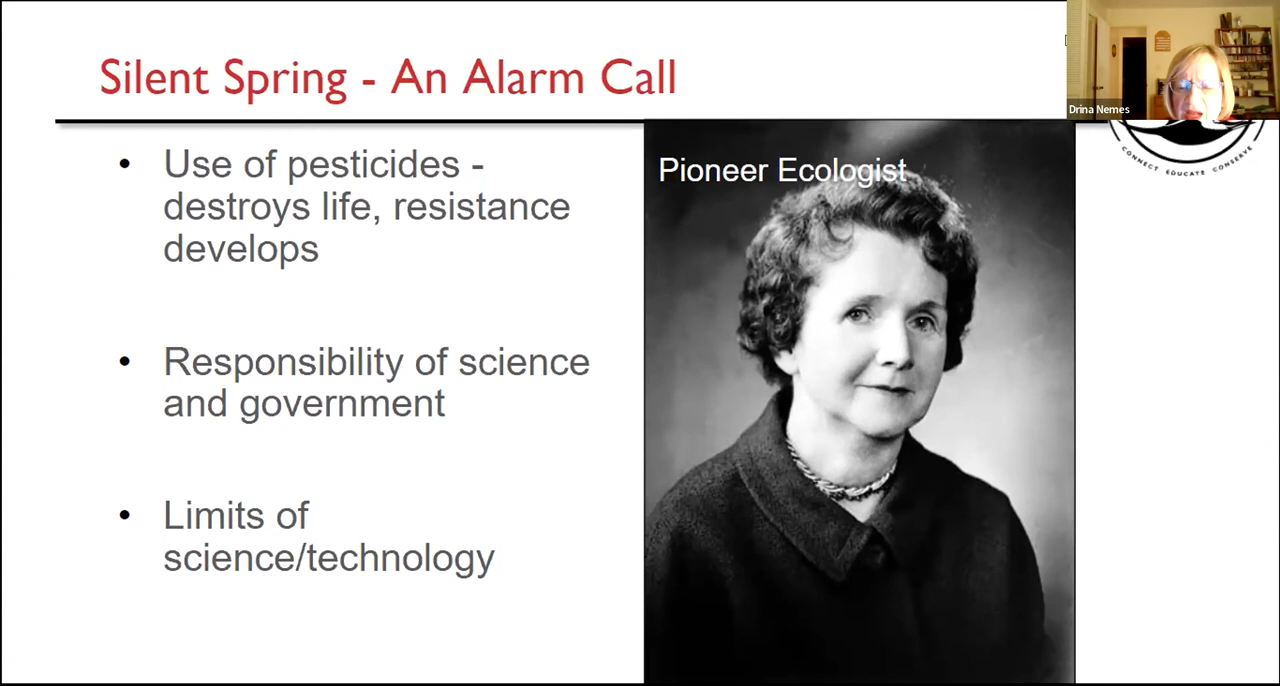 Silent Spring - An Alarm Call
Drina Nemes
CONNECT EDUCATE CONSERVE
Pioneer Ecologist
• Use of pesticides -
destroys life, resistance
develops
• Responsibility of science
and government
• Limits of
science/technology